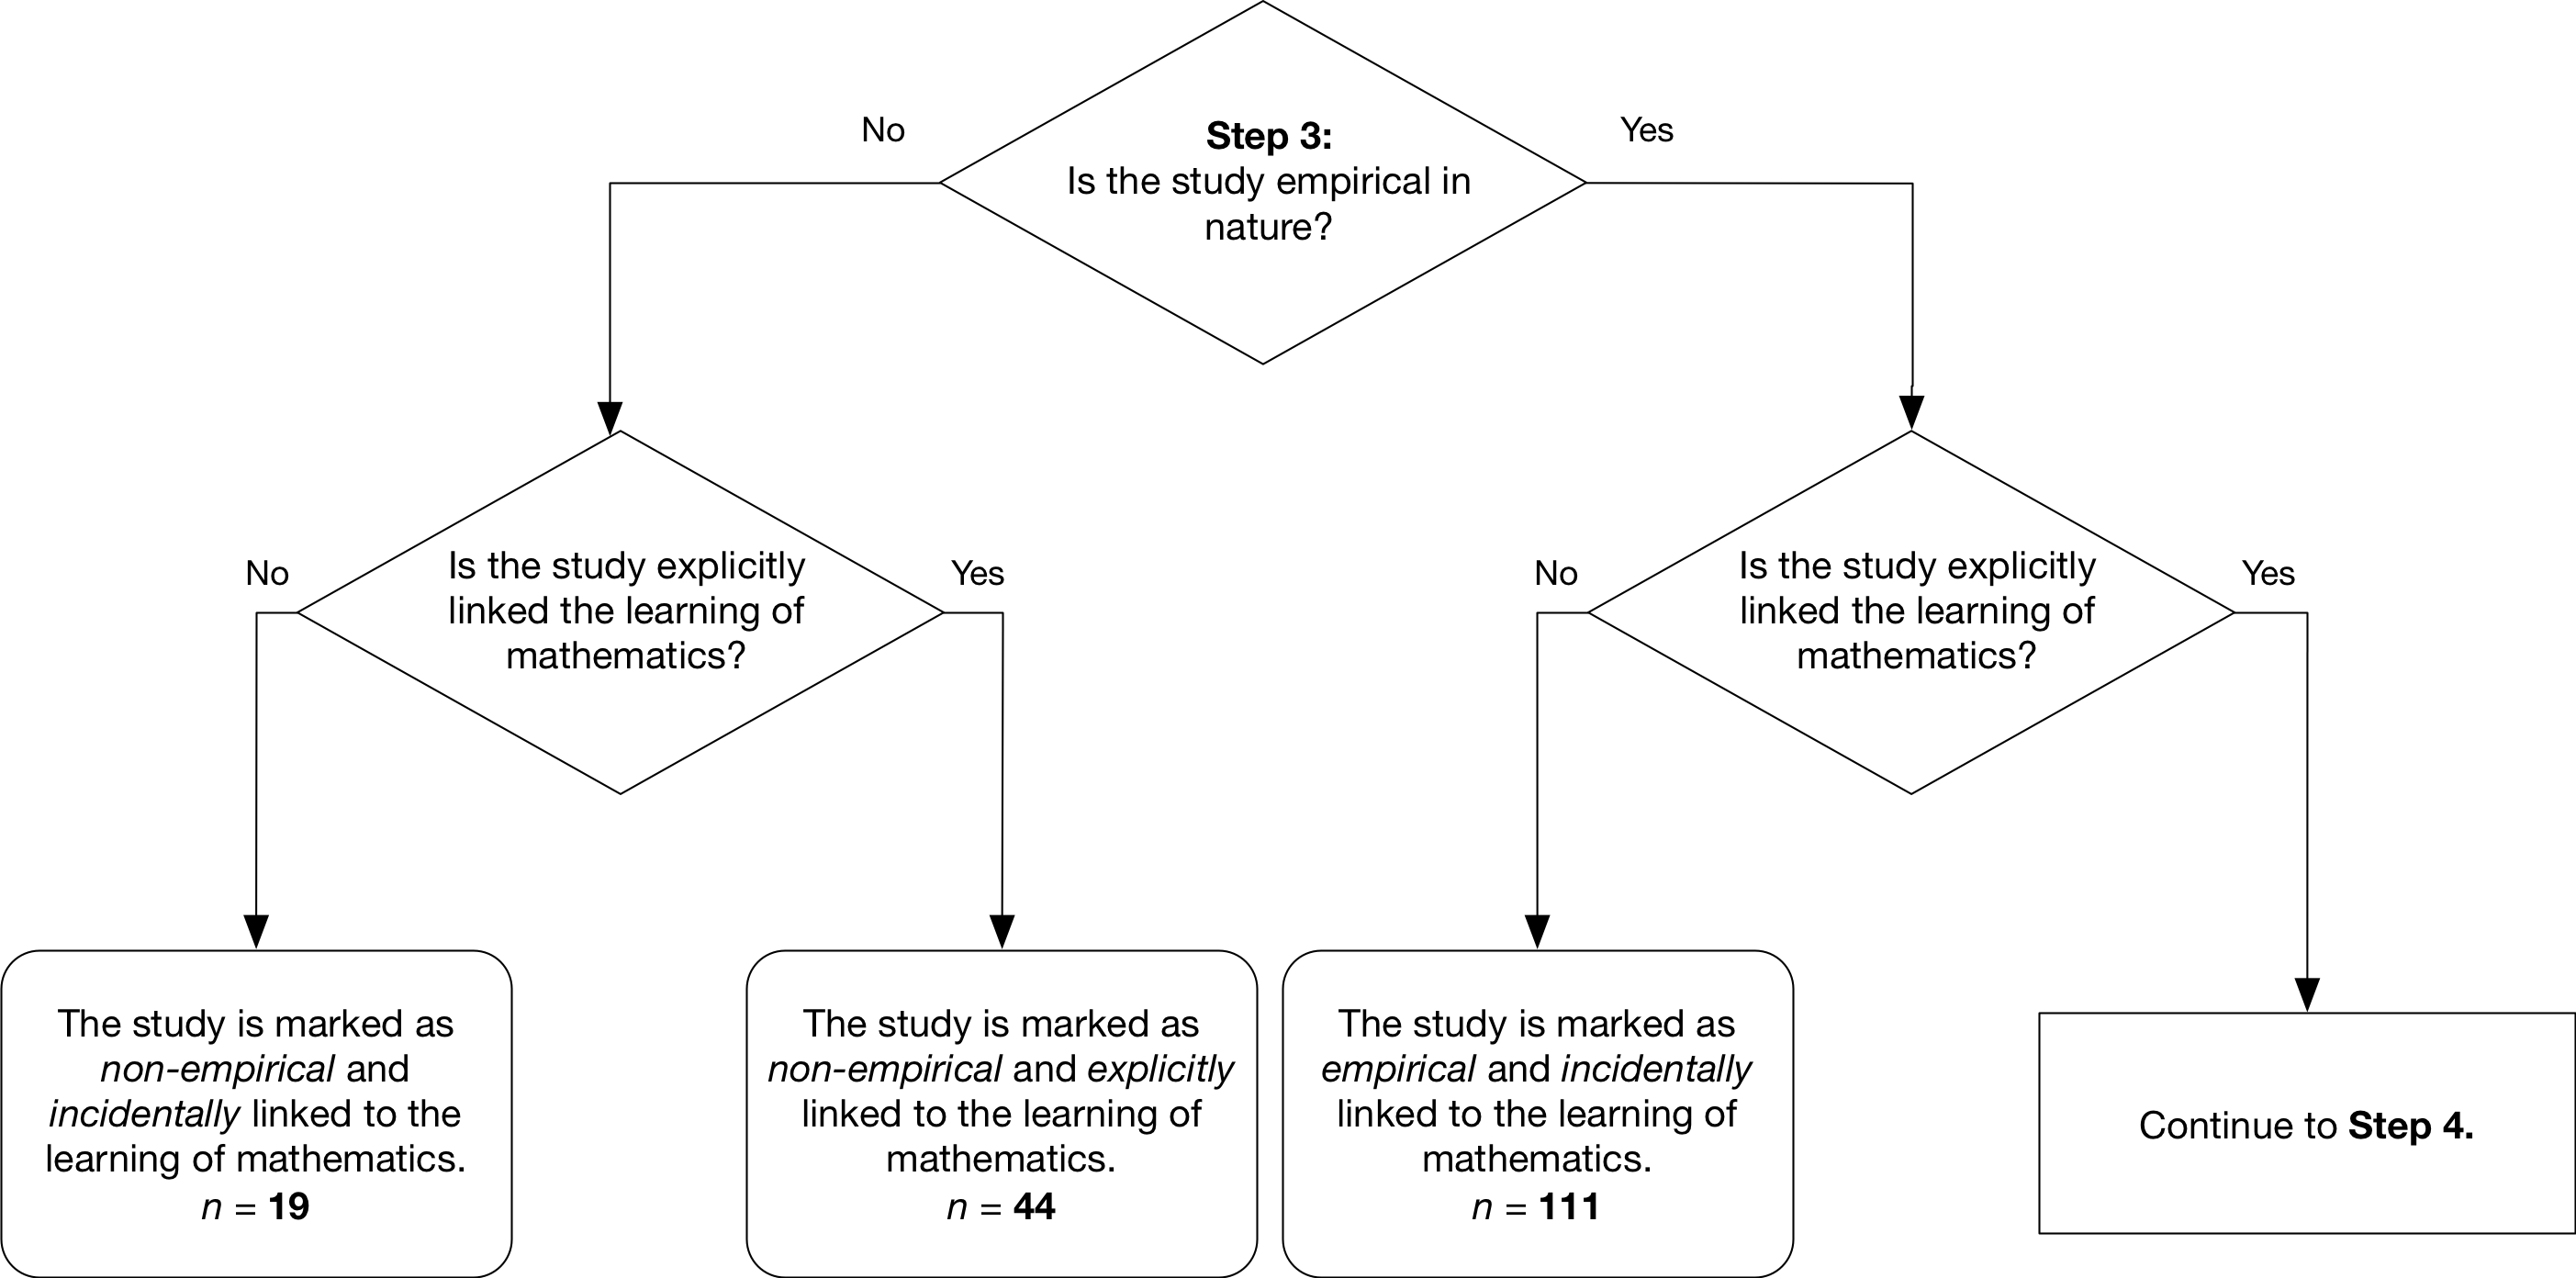 No
Step 3:
Is the study empirical in
nature?
Yes
No
Is the study explicitly
linked the learning of
mathematics?
Yes
No
Is the study explicitly
linked the learning of
mathematics?
Yes
The study is marked as
non-empirical and
incidentally linked to the
learning of mathematics.
n = 19
The study is marked as
non-empirical and explicitly
linked to the learning of
mathematics.
n = 44
The study is marked as
empirical and incidentally
linked to the learning of
mathematics.
n = 111
Continue to Step 4.